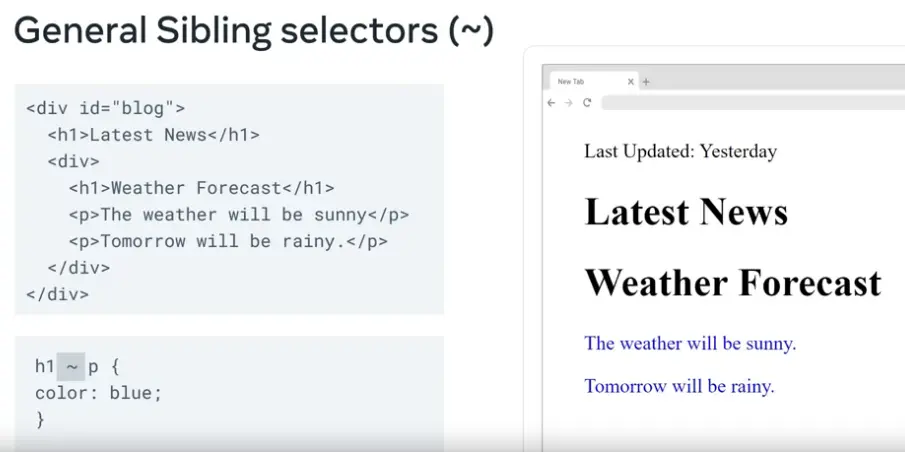 General Sibling selectors (~)
<div id="blog">
  <h1>Latest News</h1>
  <div>
    <h1>Weather Forecast</h1>
    <p>The weather will be sunny</p>
    <p>Tomorrow will be rainy.</p>
  </div>
</div>
h1 ~ p {
color: blue;
}
New Tab
Last Updated: Yesterday
Latest News
Weather Forecast
The weather will be sunny.
Tomorrow will be rainy.